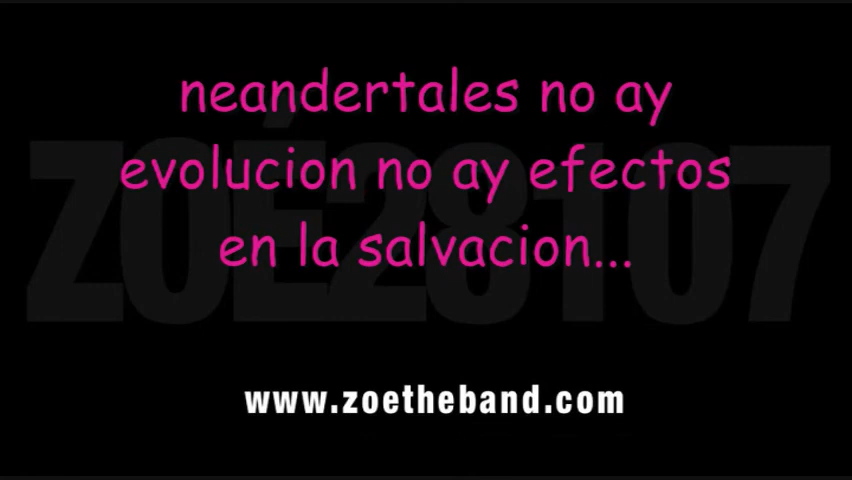 neandertales no ay
evolucion no ay efectos
en la salvacion...
ZOÉ28107
www.zoetheband.com